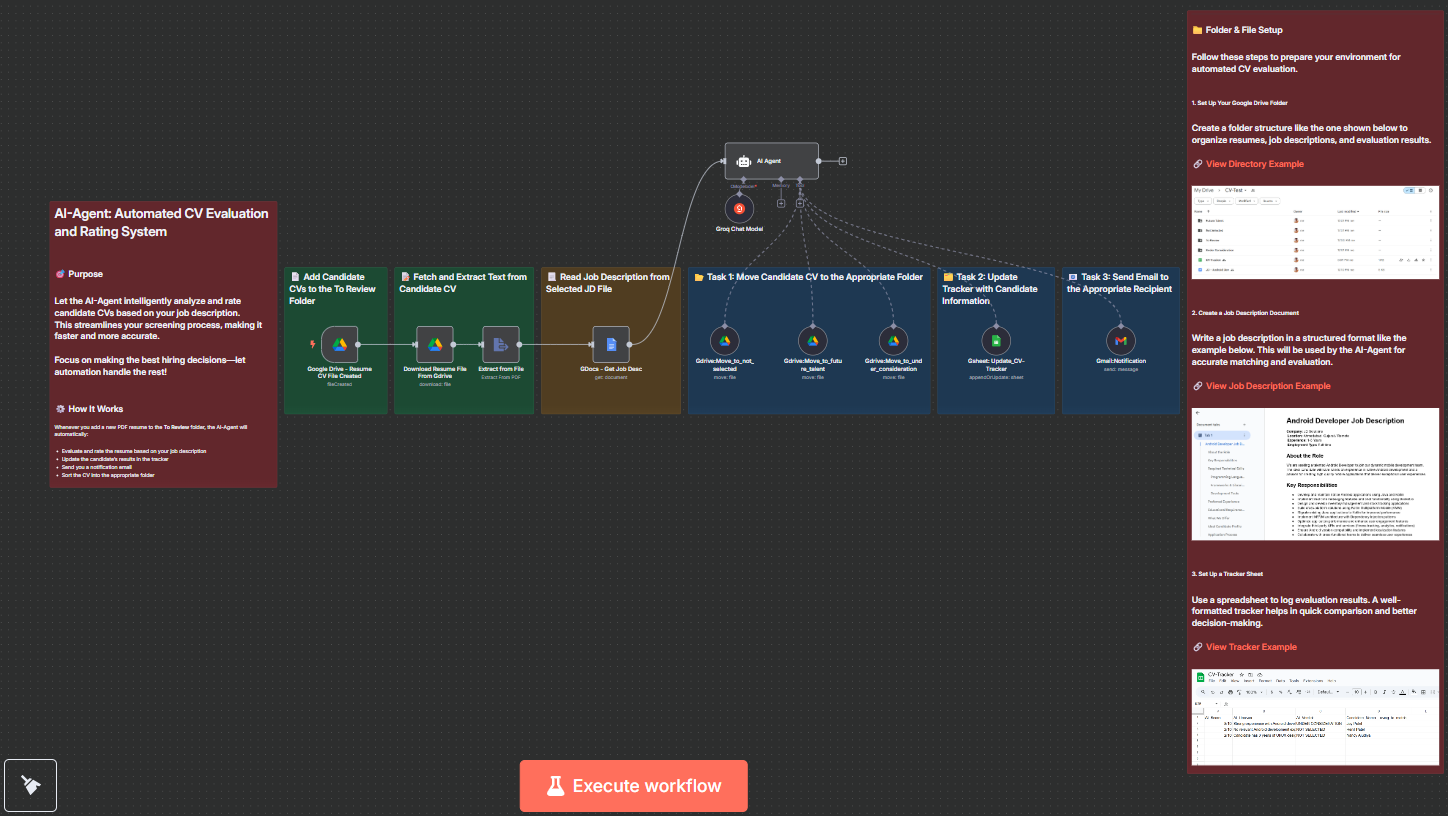 AI-Agent: Automated CV Evaluation
and Rating System
🎯 Purpose
Let the AI-Agent intelligently analyze and rate
candidate CVs based on your job description.
This streamlines your screening process, making it
faster and more accurate.
Focus on making the best hiring decisions—let
automation handle the rest!
⚙️ How It Works
Whenever you add a new PDF resume to the To Review folder, the AI-Agent will
automatically:
• Evaluate and rate the resume based on your job description
• Update the candidate's results in the tracker
• Send you a notification email
• Sort the CV into the appropriate folder
Add Candidate
CVs to the To Review
Folder
Google Drive - Resume
CV File Created
fileCreated
Fetch and Extract Text from
Candidate CV
Download Resume File
From Gdrive
download: file
Extract from File
Extract From PDF
Read Job Description from
Selected JD File
GDocs - Get Job Desc
get: document
AI Agent
Memory
Groq Chat Model
Task 1: Move Candidate CV to the Appropriate Folder
Gdrive:Move_to_not_
selected
move: file
Gdrive:Move_to_futu
re_talent
move: file
Gdrive:Move_to_und
er_consideration
move: file
Task 2: Update
Tracker with Candidate
Information
Gsheet: Update_CV-
Tracker
appendOrUpdate: sheet
Task 3: Send Email to
the Appropriate Recipient
Gmail:Notification
send: message
Execute workflow
📁 Folder & File Setup
Follow these steps to prepare your environment for
automated CV evaluation.
1. Set Up Your Google Drive Folder
Create a folder structure like the one shown below to
organize resumes, job descriptions, and evaluation results.
🔗 View Directory Example
My Drive > CV-Test
2. Create a Job Description Document
Write a job description in a structured format like the
example below. This will be used by the AI-Agent for
accurate matching and evaluation.
🔗 View Job Description Example
Android Developer Job Description
About the Role
Key Responsibilities
3. Set Up a Tracker Sheet
Use a spreadsheet to log evaluation results. A well-
formatted tracker helps in quick comparison and better
decision-making.
🔗 View Tracker Example
CV-Tracker
File Edit View Insert Format Data Tools Extensions Help